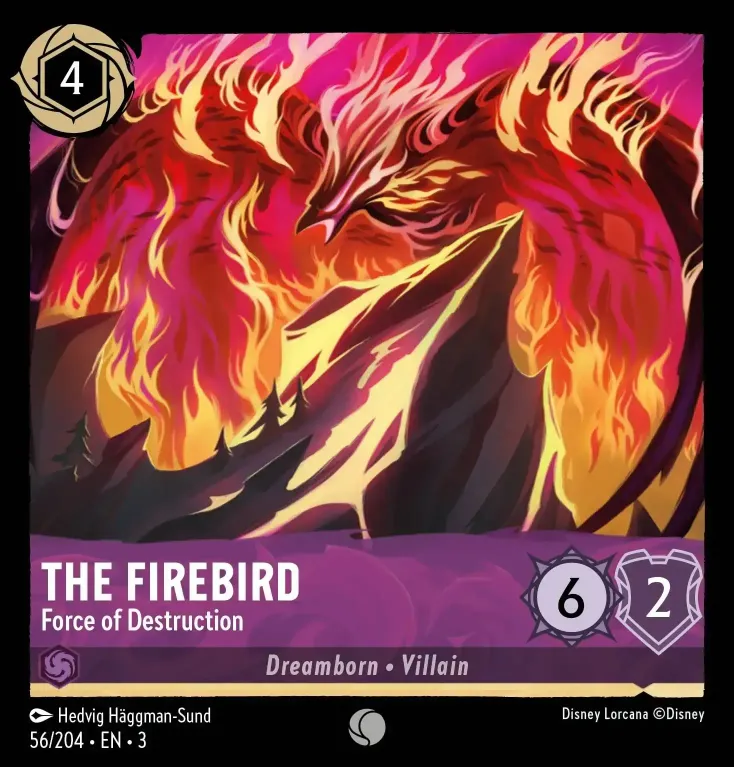 4
THE FIREBIRD
Force of Destruction
6
2
Dreamborn • Villain
Hedvig Häggman-Sund
Disney Lorcana ©Disney
56/204 • EN • 3